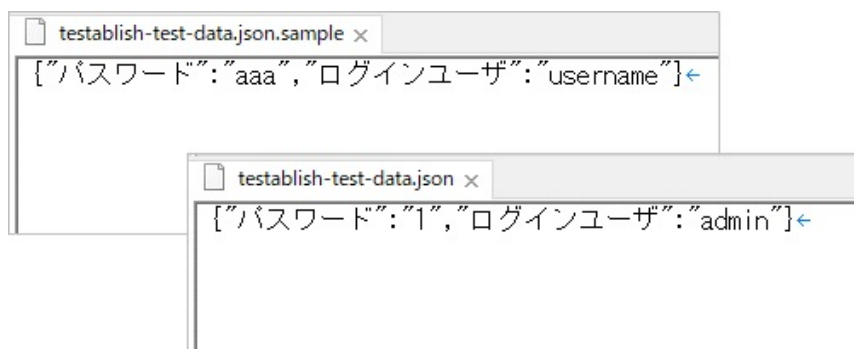 testablish-test-data.json.sample ×
{"パスワード":"aaa","ログインユーザ":"username"}←
testablish-test-data.json ×
{"パスワード":"1","ログインユーザ":"admin"}←